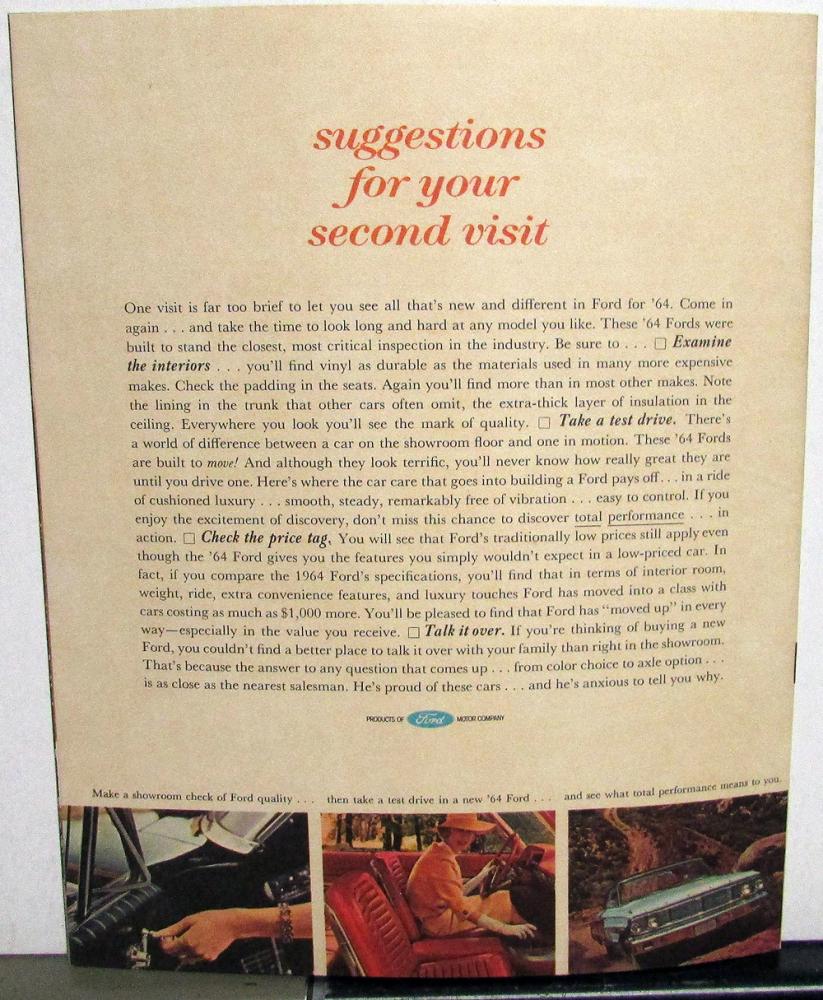 suggestions
for your
second visit
One visit is far too brief to let you see all that's new and different in Ford for '64. Come in
again . . . and take the time to look long and hard at any model you like. These '64 Fords were
built to stand the closest, most critical inspection in the industry. Be sure to . . . □ Examine
the interiors . . . you'll find vinyl as durable as the materials used in many more expensive
makes. Check the padding in the seats. Again you'll find more than in most other makes. Note
the lining in the trunk that other cars often omit, the extra-thick layer of insulation in the
ceiling. Everywhere you look you'll see the mark of quality. □ Take a test drive. There's
a world of difference between a car on the showroom floor and one in motion. These '64 Fords
are built to move! And although they look terrific, you'll never know how really great they are
until you drive one. Here's where the car care that goes into building a Ford pays off . . . in a ride
of cushioned luxury . . . smooth, steady, remarkably free of vibration . . . easy to control. If you
enjoy the excitement of discovery, don't miss this chance to discover total performance . . . in
action. □ Check the price tag. You will see that Ford's traditionally low prices still apply even
though the '64 Ford gives you the features you simply wouldn't expect in a low-priced car. In
fact, if you compare the 1964 Ford's specifications, you'll find that in terms of interior room,
weight, ride, extra convenience features, and luxury touches Ford has moved into a class with
cars costing as much as $1,000 more. You'll be pleased to find that Ford has "moved up" in every
way—especially in the value you receive. □ Talk it over. If you're thinking of buying a new
Ford, you couldn't find a better place to talk it over with your family than right in the showroom.
That's because the answer to any question that comes up . . . from color choice to axle option . . .
is as close as the nearest salesman. He's proud of these cars . . . and he's anxious to tell you why.
PRODUCTS OF Ford MOTOR COMPANY
Make a showroom check of Ford quality . . . then take a test drive in a new '64 Ford . . . and see what total performance means to you.